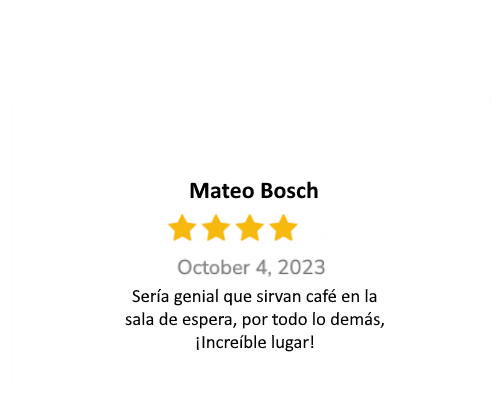 Mateo Bosch
October 4, 2023
Sería genial que sirvan café en la
sala de espera, por todo lo demás,
¡Increíble lugar!